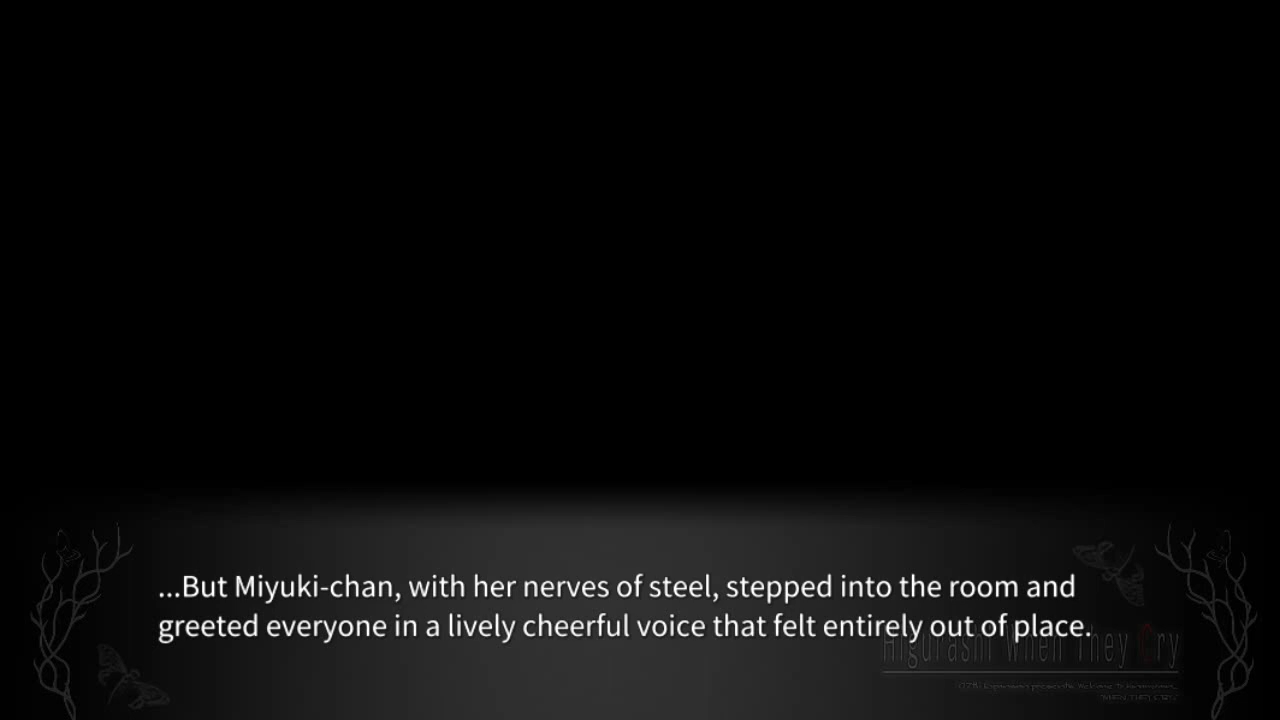 ...But Miyuki-chan, with her nerves of steel, stepped into the room and
greeted everyone in a lively cheerful voice that felt entirely out of place.
Higurashi When They Cry